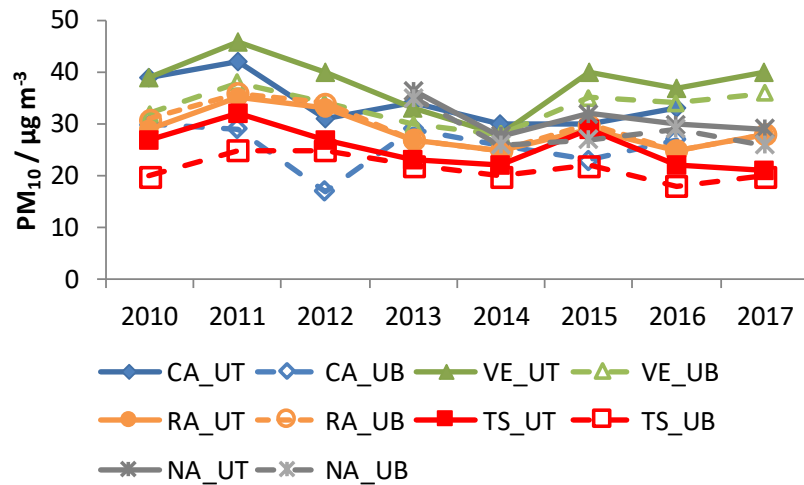 PM₁₀ / µg m⁻³
50
40
30
20
10
0
2010 2011 2012 2013 2014 2015 2016 2017
CA_UT CA_UB VE_UT VE_UB
RA_UT RA_UB TS_UT TS_UB
NA_UT NA_UB